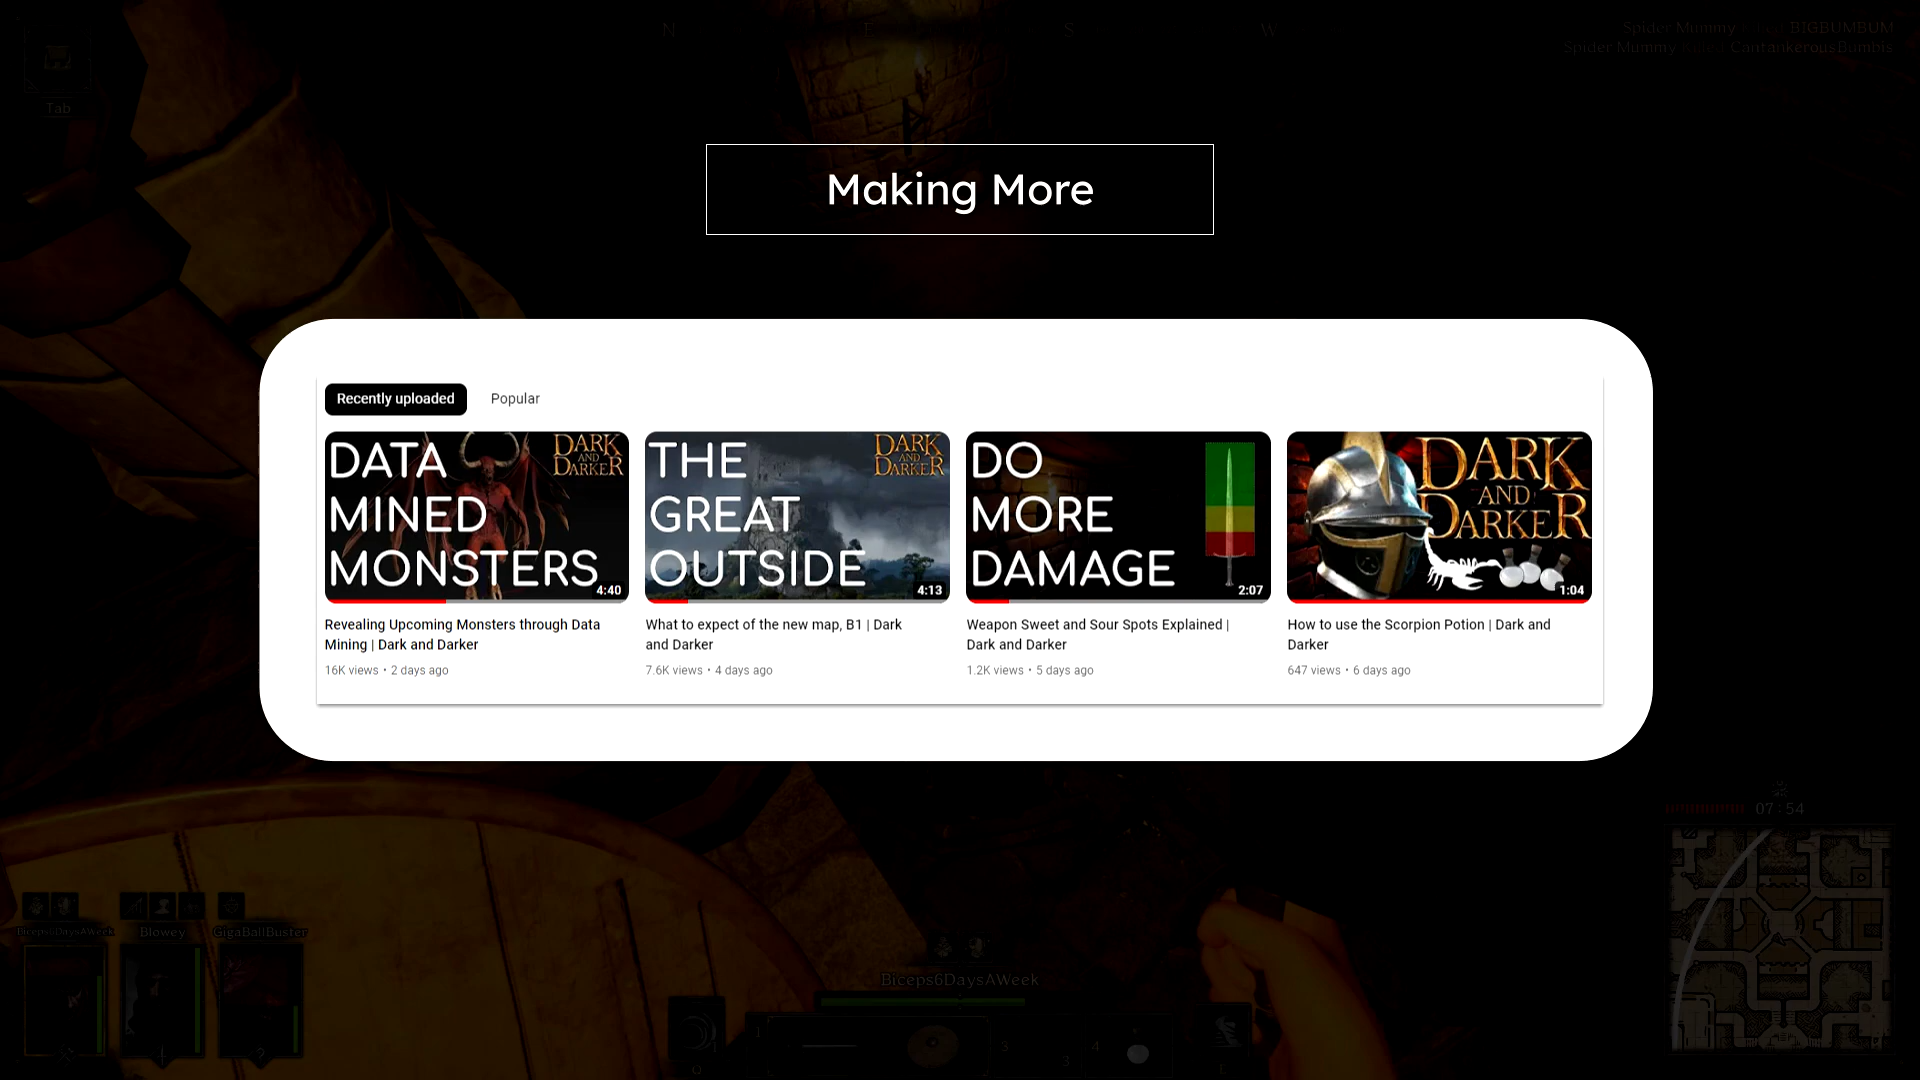 N
E
S
W
Spider Mummy Killed BIGBUMBUM
Spider Mummy Killed CantankerousBumbis
Tab
Making More
Recently uploaded
Popular
DATA
MINED
MONSTERS
DARK
AND
DARKER
4:40
THE
GREAT
OUTSIDE
DARK
AND
DARKER
4:13
DO
MORE
DAMAGE
2:07
DARK
AND
DARKER
1:04
Revealing Upcoming Monsters through Data
Mining | Dark and Darker
16K views • 2 days ago
What to expect of the new map, B1 | Dark
and Darker
7.6K views • 4 days ago
Weapon Sweet and Sour Spots Explained |
Dark and Darker
1.2K views • 5 days ago
How to use the Scorpion Potion | Dark and
Darker
647 views • 6 days ago
07:54
Biceps6DaysAWeek
Blowey
GigaBallBuster
Biceps6DaysAWeek
3
3
4
Q